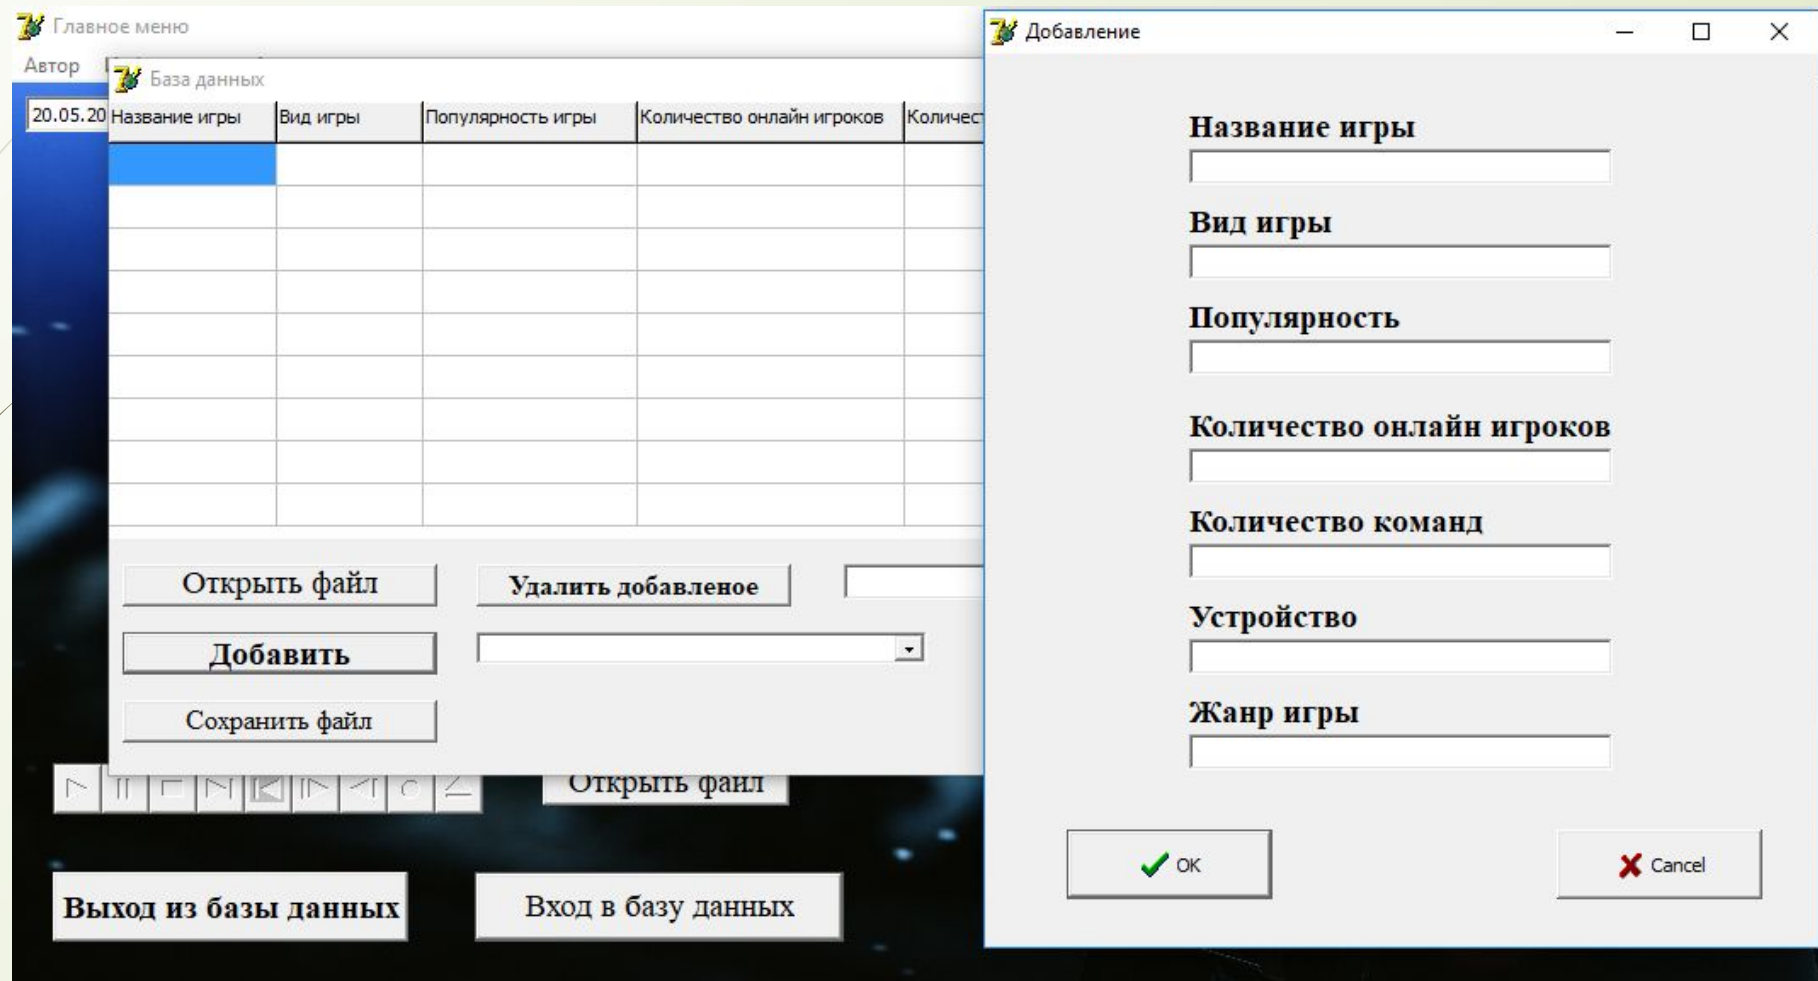 Главное меню
Автор
20.05.20
База данных
Название игры Вид игры Популярность игры Количество онлайн игроков Количест
Открыть файл
Удалить добавленое
Добавить
Сохранить файл
Открыть файл
Выход из базы данных
Вход в базу данных
Добавление
Название игры
Вид игры
Популярность
Количество онлайн игроков
Количество команд
Устройство
Жанр игры
OK
Cancel